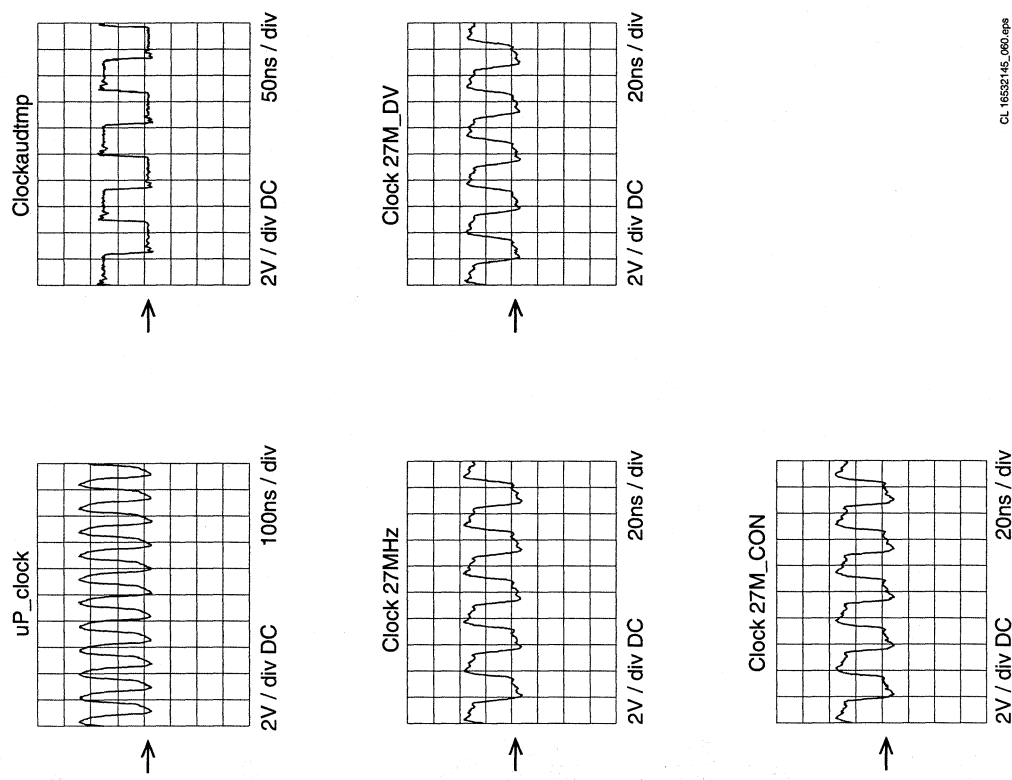 uP_clock
2V / div DC 100ns / div
Clockaudtmp
2V / div DC 50ns / div
Clock 27MHz
2V / div DC 20ns / div
Clock 27M_DV
2V / div DC 20ns / div
Clock 27M_CON
2V / div DC 20ns / div
CL 16532145_060.eps